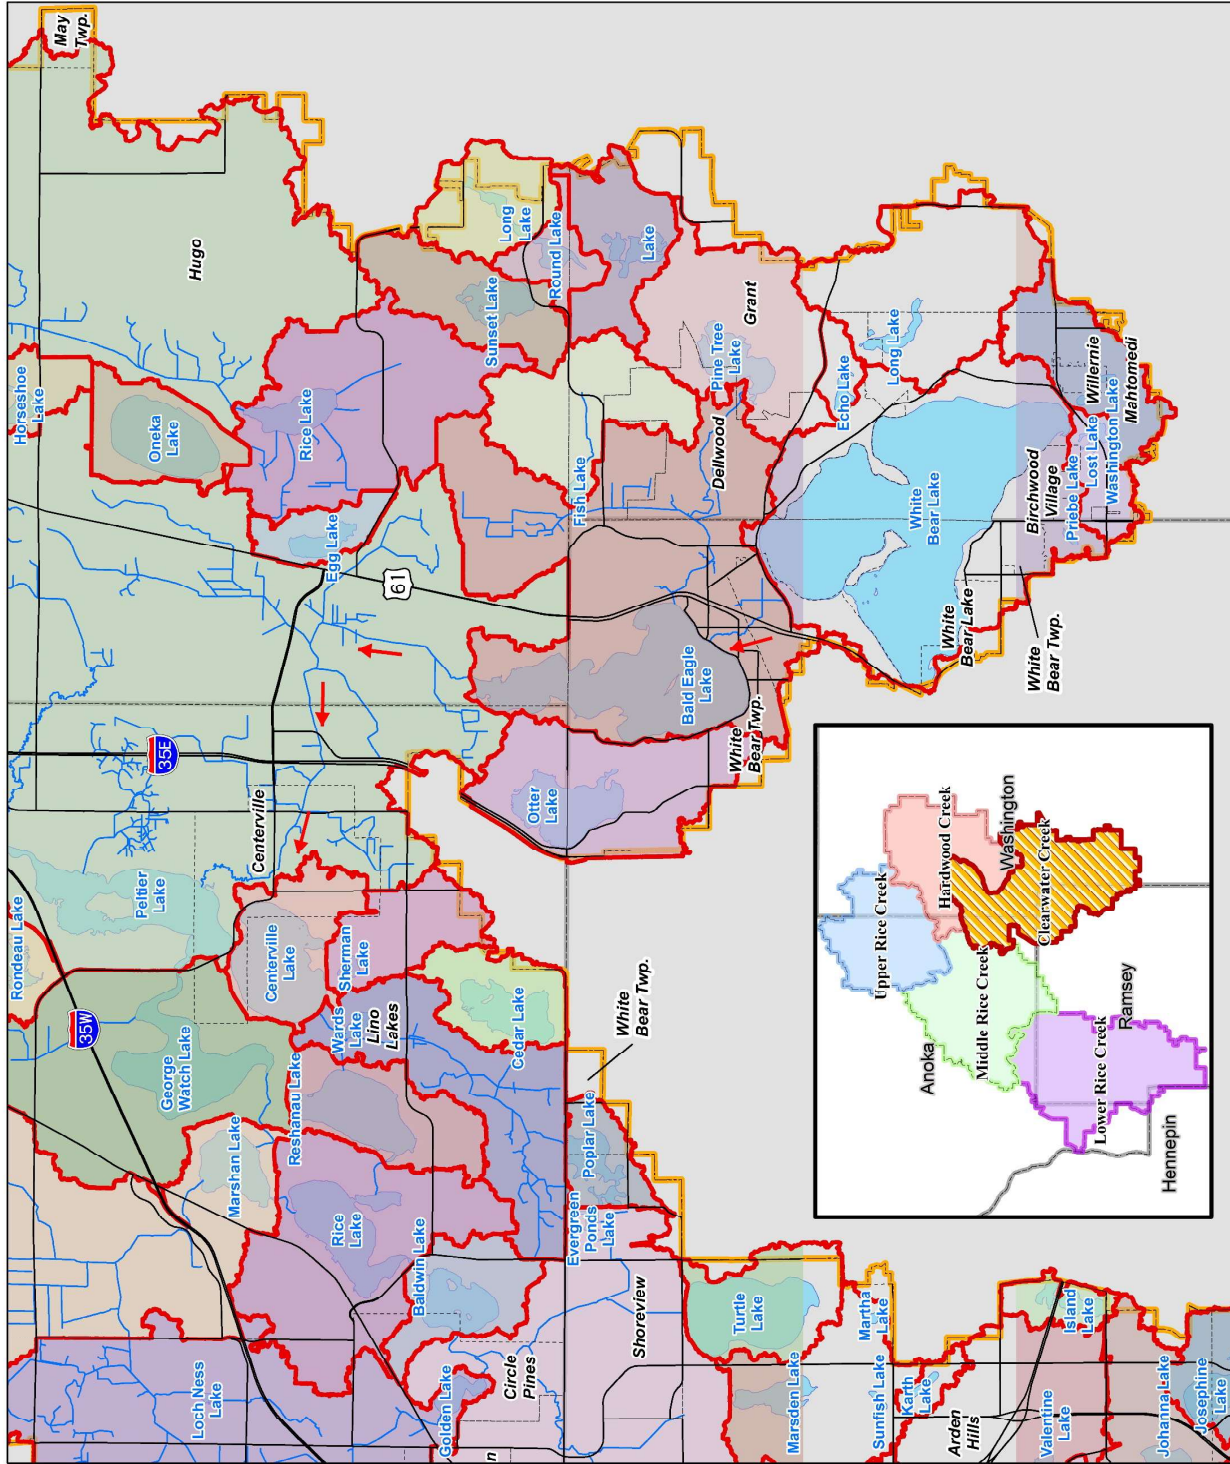 May
Twp.
Hugo
Horseshoe
Lake
Oneka
Lake
Rice Lake
Egg Lake
61
Long
Lake
Round Lake
Sunset Lake
Lake
Grant
Pine Tree
Lake
Fish Lake
Dellwood
Echo Lake
Long Lake
White
Bear Lake
Willernie
Mahtomedi
Birchwood
Village
Priebe Lake
Lost Lake
Washington Lake
White
Bear Lake
White
Bear Twp.
Bald Eagle
Lake
White
Bear Twp.
Otter
Lake
35E
Centerville
Peltier
Lake
Rondeau Lake
35W
George
Watch Lake
Centerville
Lake
Sherman
Lake
Wards
Lake
Lino
Lakes
Cedar Lake
Reshanau Lake
Marshan Lake
Rice
Lake
Baldwin Lake
Poplar Lake
Evergreen
Ponds
Lake
White
Bear Twp.
Loch Ness
Lake
Golden Lake
Circle
Pines
n
Shoreview
Turtle
Lake
Martha
Lake
Marsden Lake
Sunfish Lake
Karth
Lake
Arden
Hills
Island
Lake
Valentine
Lake
Johanna Lake
Josephine
Lake
Upper Rice Creek
Hardwood Creek
Washington
Clearwater Creek
Anoka
Middle Rice Creek
Ramsey
Lower Rice Creek
Hennepin